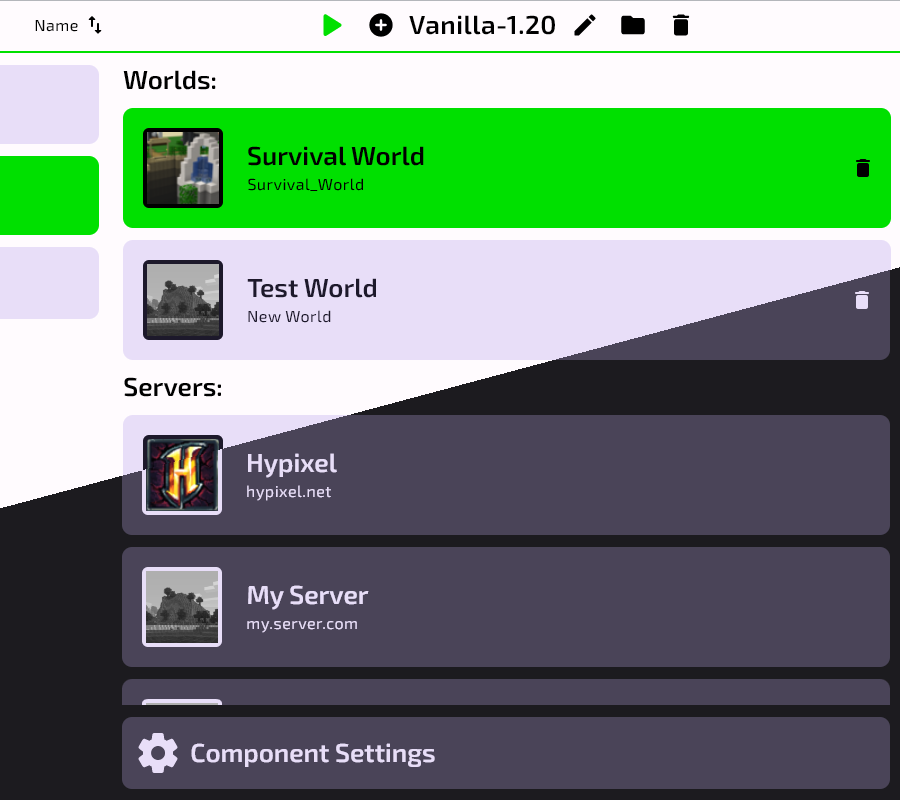 Name
Vanilla-1.20
Worlds:
Survival World
Survival_World
Test World
New World
Servers:
H
Hypixel
hypixel.net
My Server
my.server.com
Component Settings